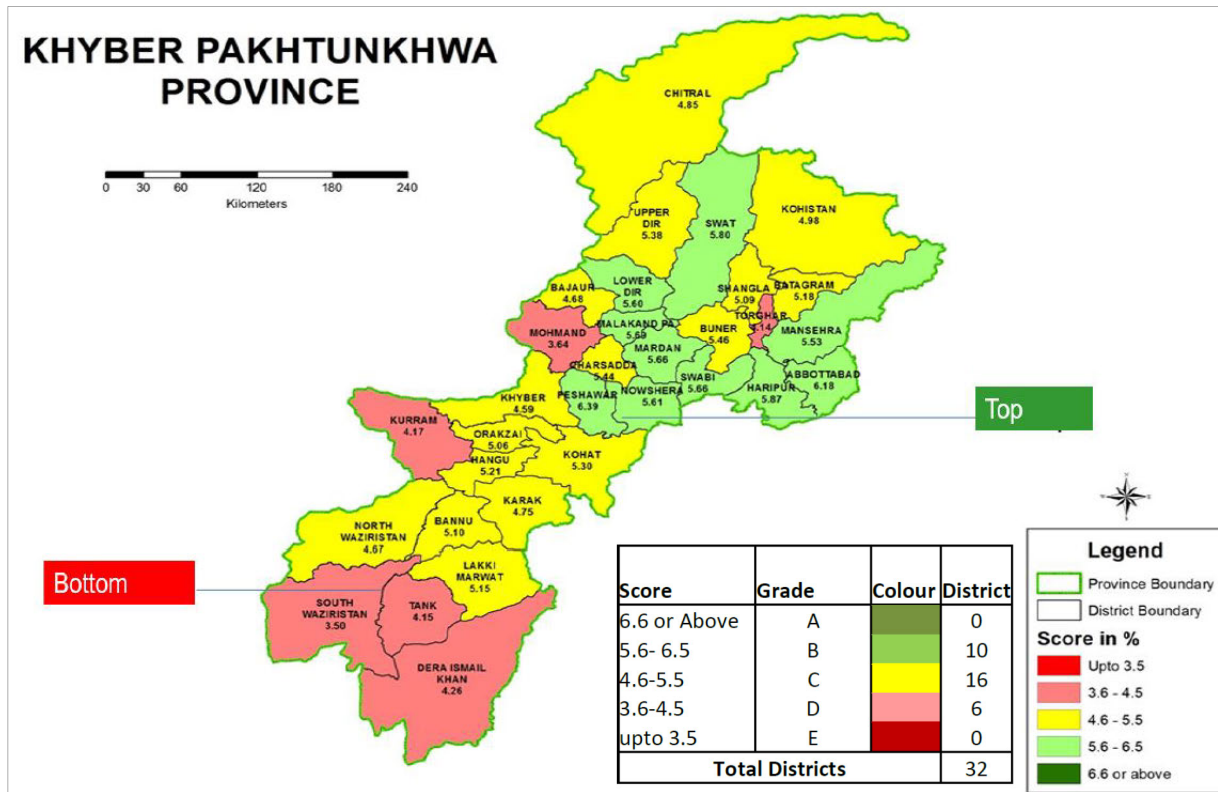 KHYBER PAKHTUNKHWA
PROVINCE
0 30 60 120 180 240
Kilometers
CHITRAL
4.85
UPPER
DIR
5.38
SWAT
5.80
KOHISTAN
4.98
LOWER
DIR
5.60
BAJAUR
4.68
SHANGLA
5.09
BATAGRAM
5.18
TORGHAR
4.14
MOHMAND
3.64
MALAKAND PA
5.69
BUNER
5.46
MANSEHRA
5.53
MARDAN
5.66
CHARSADDA
5.44
SWABI
5.66
ABBOTTABAD
6.18
HARIPUR
5.87
PESHAWAR
6.39
NOWSHERA
5.61
KHYBER
4.59
Top
KURRAM
4.17
ORAKZAI
5.06
HANGU
5.21
KOHAT
5.30
KARAK
4.75
BANNU
5.10
NORTH
WAZIRISTAN
4.67
LAKKI
MARWAT
5.15
Bottom
SOUTH
WAZIRISTAN
3.50
TANK
4.15
DERA ISMAIL
KHAN
4.26
Score Grade Colour District
6.6 or Above A 0
5.6- 6.5 B 10
4.6-5.5 C 16
3.6-4.5 D 6
upto 3.5 E 0
Total Districts 32
Legend
Province Boundary
District Boundary
Score in %
Upto 3.5
3.6 - 4.5
4.6 - 5.5
5.6 - 6.5
6.6 or above